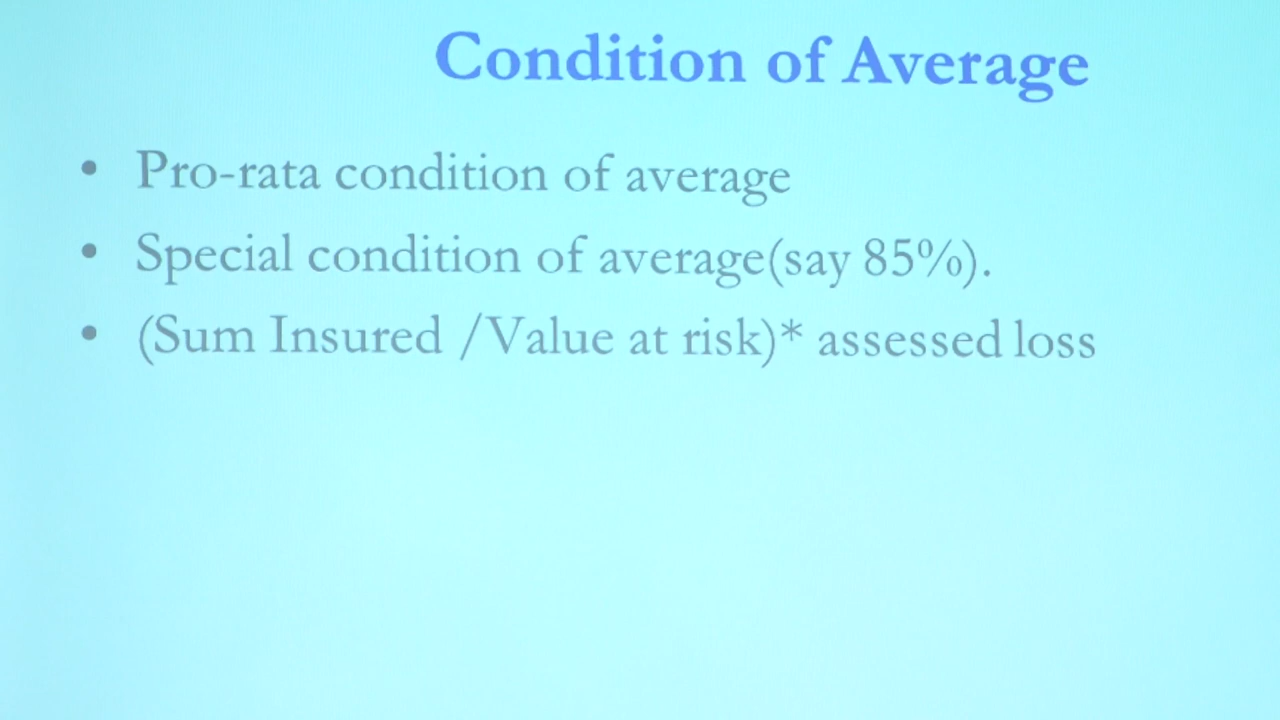 Condition of Average
• Pro-rata condition of average
• Special condition of average(say 85%).
• (Sum Insured /Value at risk)* assessed loss